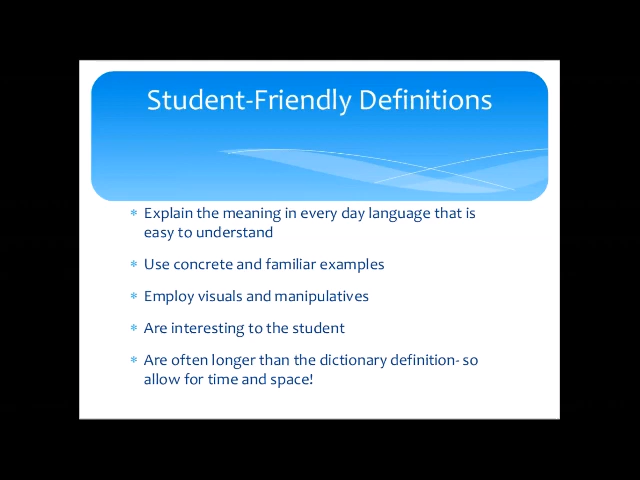 Student-Friendly Definitions
* Explain the meaning in every day language that is
easy to understand
* Use concrete and familiar examples
* Employ visuals and manipulatives
* Are interesting to the student
* Are often longer than the dictionary definition- so
allow for time and space!